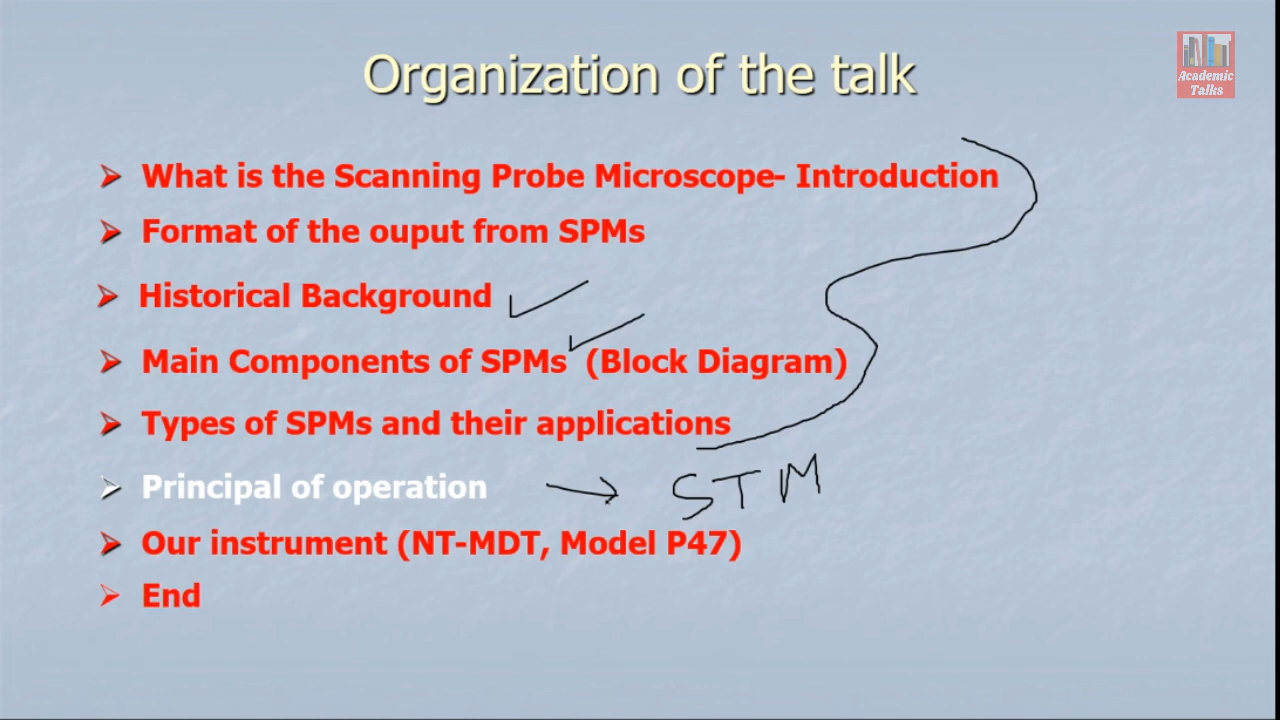 Organization of the talk
Academic
Talks
What is the Scanning Probe Microscope- Introduction
Format of the ouput from SPMs
Historical Background
Main Components of SPMs (Block Diagram)
Types of SPMs and their applications
Principal of operation → STM
Our instrument (NT-MDT, Model P47)
End